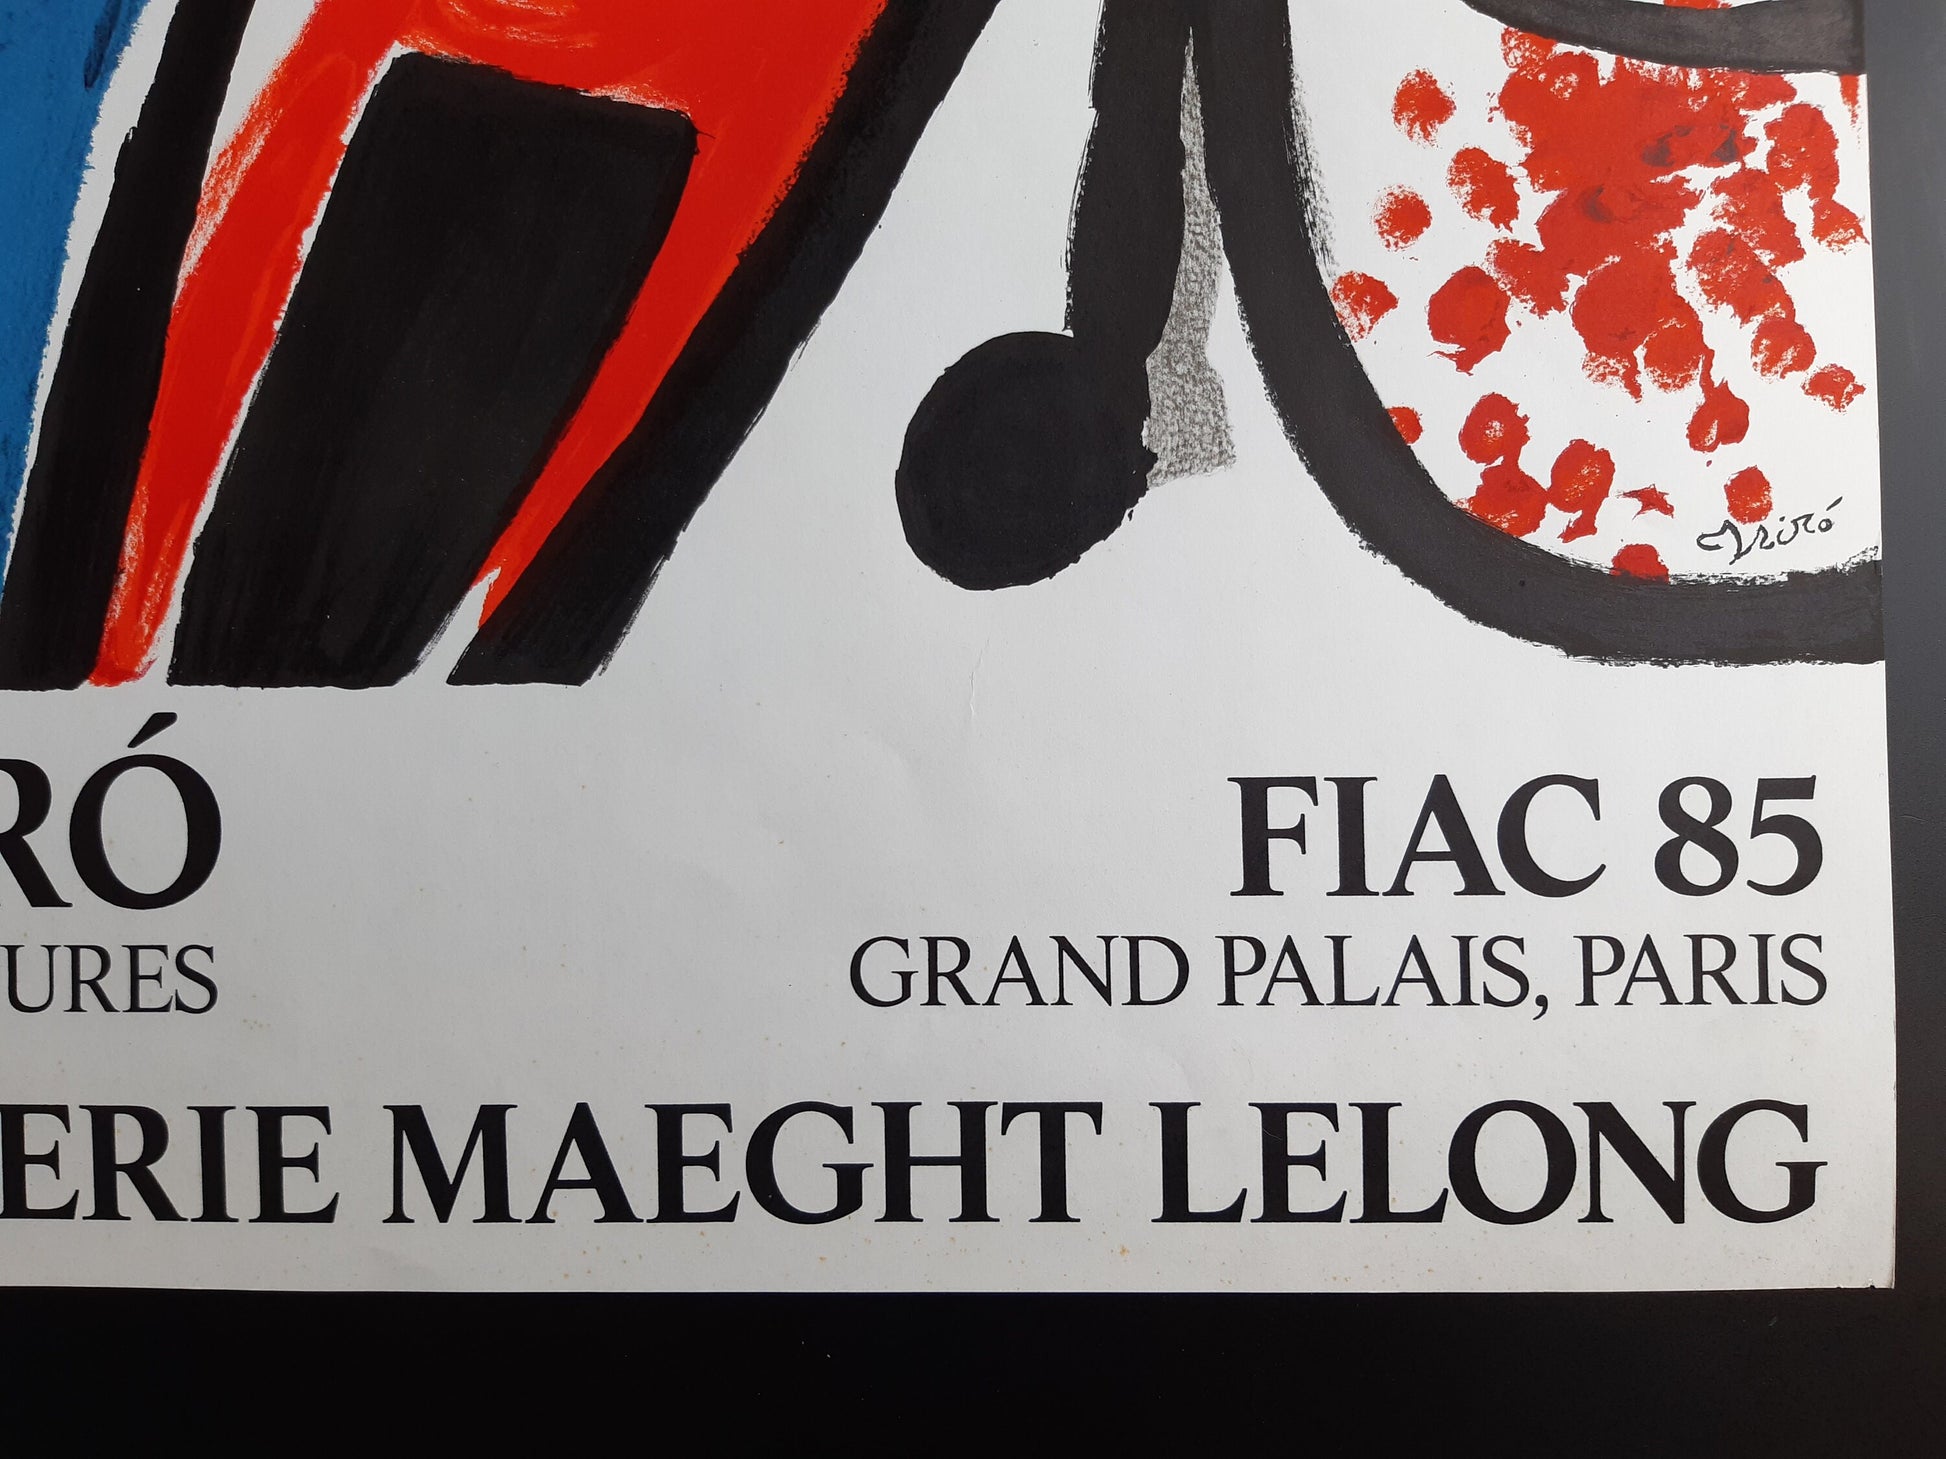 Miró
RÓ
FIAC 85
URES
GRAND PALAIS, PARIS
ERIE MAEGHT LELONG